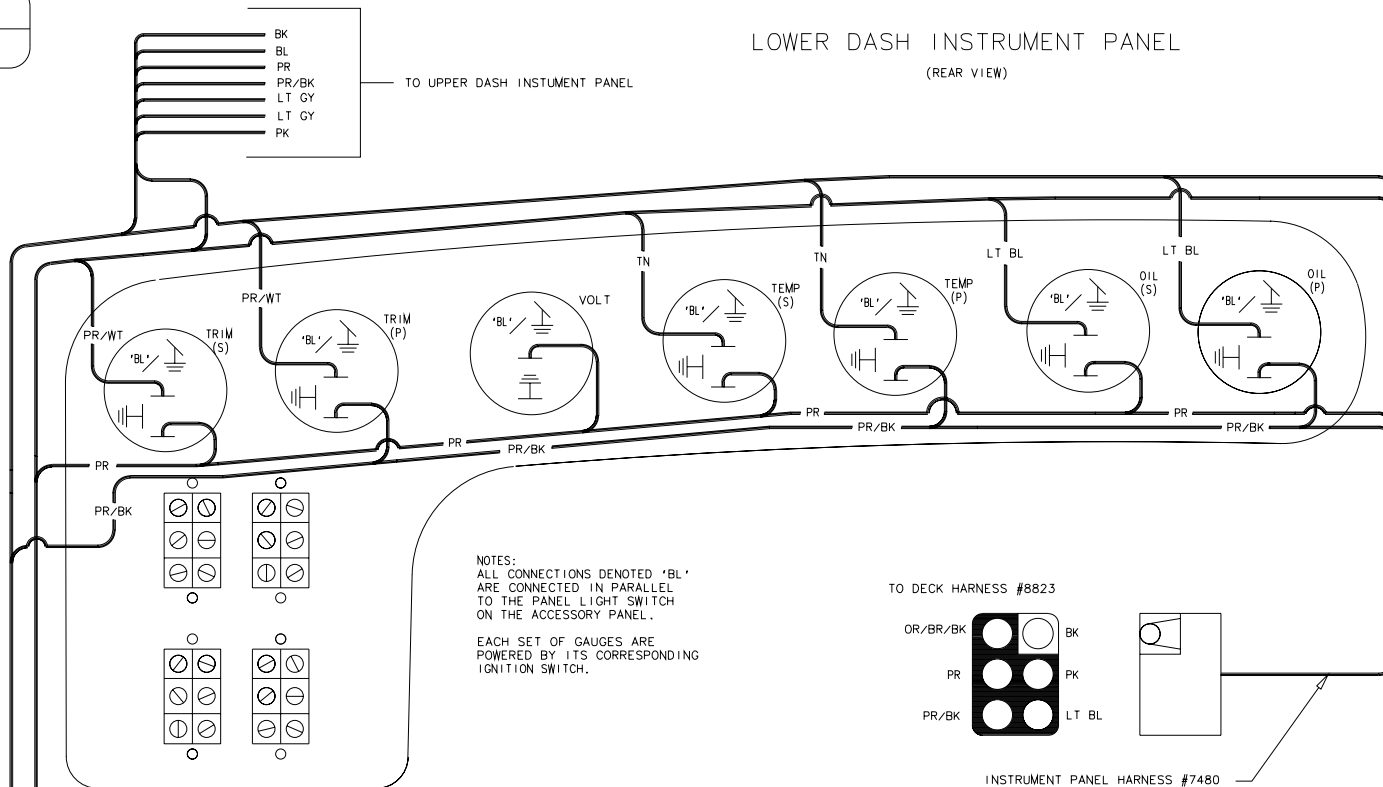 BK
BL
PR
PR/BK
LT GY
LT GY
PK
TO UPPER DASH INSTUMENT PANEL
LOWER DASH INSTRUMENT PANEL
(REAR VIEW)
PR/WT
PR/WT
TN
TN
LT BL
LT BL
'BL'/
TRIM
(S)
'BL'/
TRIM
(P)
'BL'/
VOLT
'BL'/
TEMP
(S)
'BL'/
TEMP
(P)
'BL'/
OIL
(S)
'BL'/
OIL
(P)
PR
PR
PR
PR
PR/BK
PR/BK
PR/BK
PR/BK
NOTES:
ALL CONNECTIONS DENOTED 'BL'
ARE CONNECTED IN PARALLEL
TO THE PANEL LIGHT SWITCH
ON THE ACCESSORY PANEL.
EACH SET OF GAUGES ARE
POWERED BY ITS CORRESPONDING
IGNITION SWITCH.
TO DECK HARNESS #8823
OR/BR/BK
BK
PR
PK
PR/BK
LT BL
INSTRUMENT PANEL HARNESS #7480